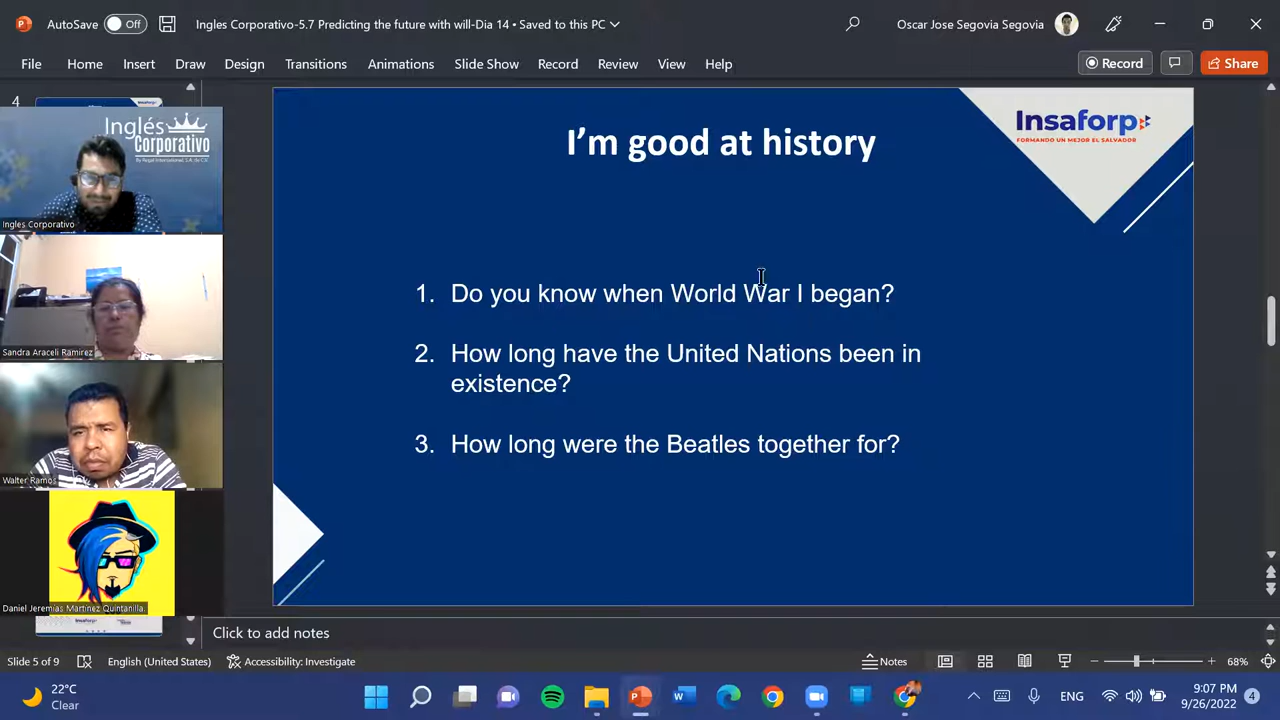 AutoSave Off Ingles Corporativo-5.7 Predicting the future with will-Dia 14 • Saved to this PC Oscar Jose Segovia Segovia
File Home Insert Draw Design Transitions Animations Slide Show Record Review View Help Record Share
4
Inglés
Corporativo
Ingles Corporativo
Sandra Araceli Ramirez
Walter Ramos
Daniel Jeremías Martínez Quintanilla.
Insaforp
FORMANDO UN MEJOR EL SALVADOR
I'm good at history
1. Do you know when World War I began?
2. How long have the United Nations been in
existence?
3. How long were the Beatles together for?
Click to add notes
Slide 5 of 9 English (United States) Accessibility: Investigate Notes 68%
22°C
Clear
ENG
9:07 PM
9/26/2022
4